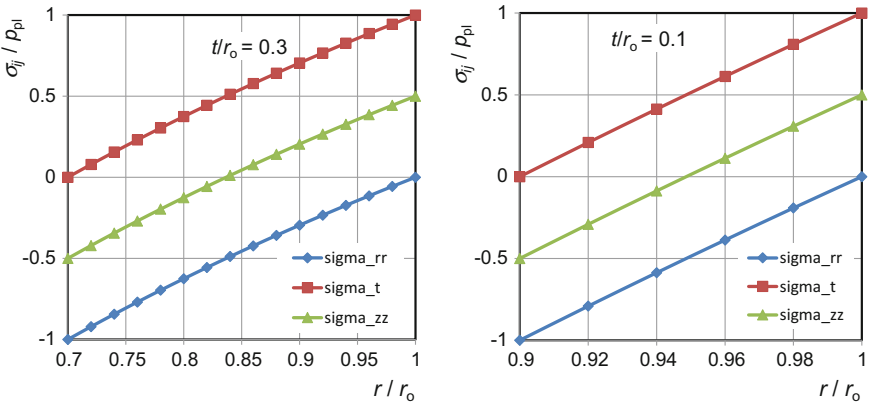 σij / ppl
t/ro = 0.3
1
0.5
0
-0.5
-1
sigma_rr
sigma_t
sigma_zz
0.7 0.75 0.8 0.85 0.9 0.95 1
r / ro
σij / ppl
t/ro = 0.1
1
0.5
0
-0.5
-1
sigma_rr
sigma_t
sigma_zz
0.9 0.92 0.94 0.96 0.98 1
r / ro